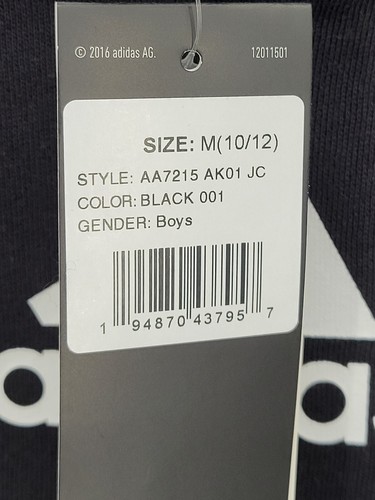 © 2016 adidas AG. 12011501
SIZE: M(10/12)
STYLE: AA7215 AK01 JC
COLOR: BLACK 001
GENDER: Boys
1 94870 43795 7
a a